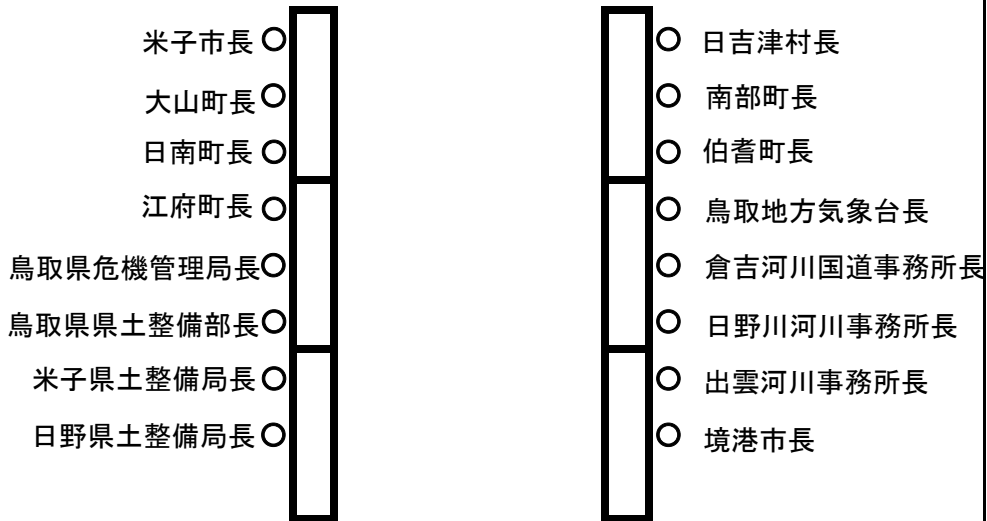 米子市長
大山町長
日南町長
江府町長
鳥取県危機管理局長
鳥取県県土整備部長
米子県土整備局長
日野県土整備局長
日吉津村長
南部町長
伯耆町長
鳥取地方気象台長
倉吉河川国道事務所長
日野川河川事務所長
出雲河川事務所長
境港市長